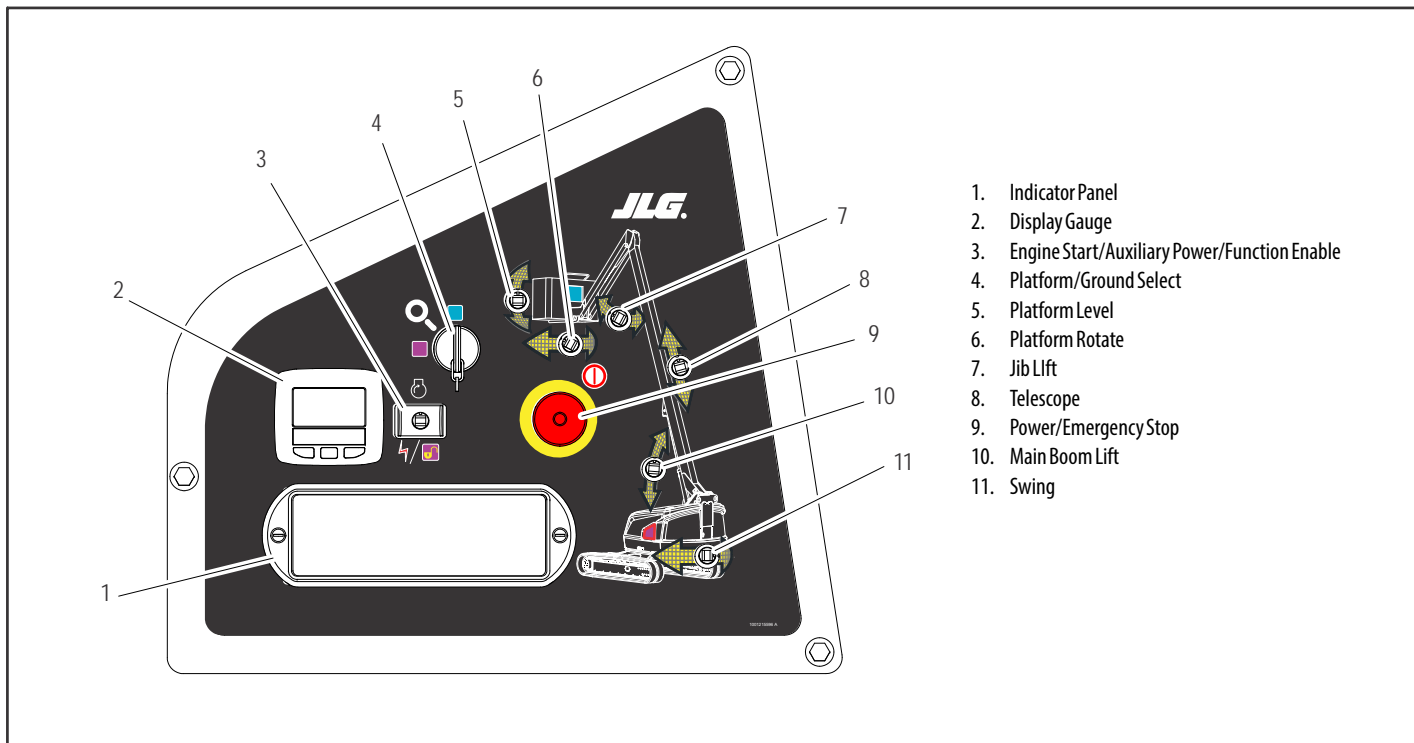 6
5
4
3
JLG.
7
2
8
9
10
11
1
1. Indicator Panel
2. Display Gauge
3. Engine Start/Auxiliary Power/Function Enable
4. Platform/Ground Select
5. Platform Level
6. Platform Rotate
7. Jib LIft
8. Telescope
9. Power/Emergency Stop
10. Main Boom Lift
11. Swing